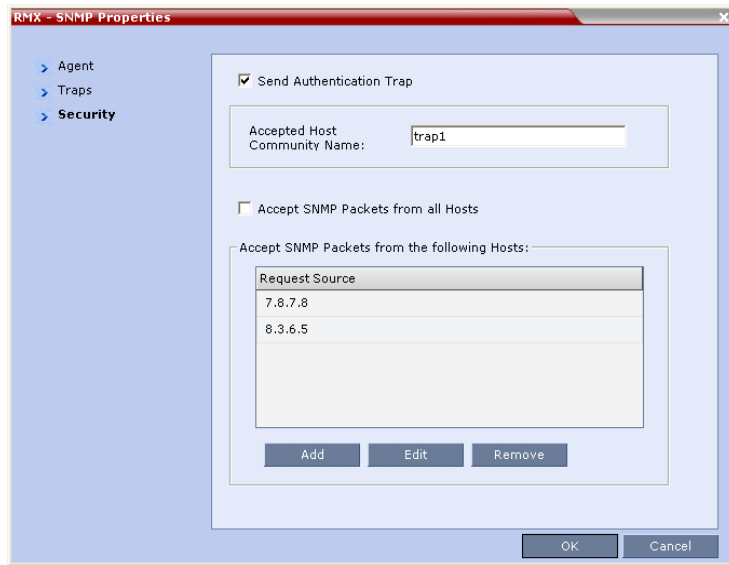 RMX - SNMP Properties
Agent
Traps
Security
Send Authentication Trap
Accepted Host
Community Name:
trap1
Accept SNMP Packets from all Hosts
Accept SNMP Packets from the following Hosts:
Request Source
7.8.7.8
8.3.6.5
Add Edit Remove
OK Cancel